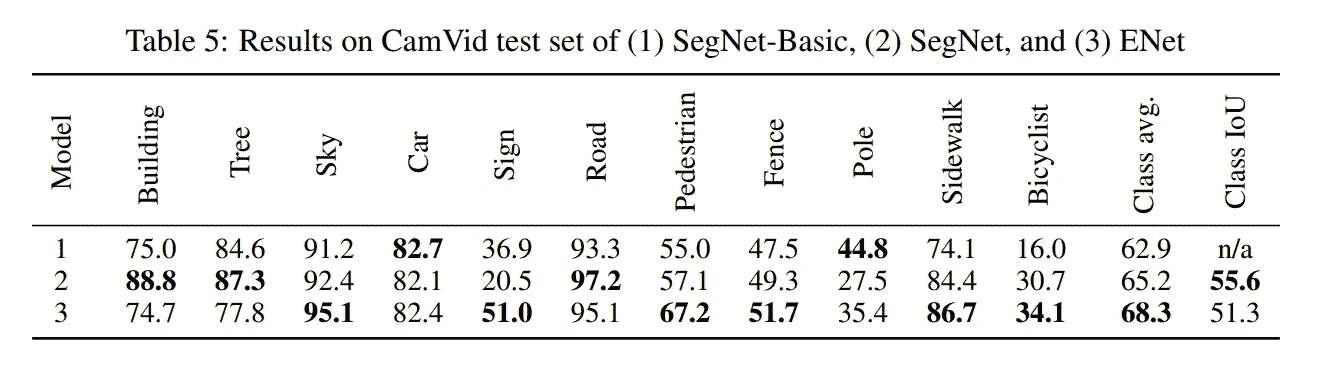 Table 5: Results on CamVid test set of (1) SegNet-Basic, (2) SegNet, and (3) ENet
Model Building Tree Sky Car Sign Road Pedestrian Fence Pole Sidewalk Bicyclist Class avg. Class IoU
1 75.0 84.6 91.2 82.7 36.9 93.3 55.0 47.5 44.8 74.1 16.0 62.9 n/a
2 88.8 87.3 92.4 82.1 20.5 97.2 57.1 49.3 27.5 84.4 30.7 65.2 55.6
3 74.7 77.8 95.1 82.4 51.0 95.1 67.2 51.7 35.4 86.7 34.1 68.3 51.3